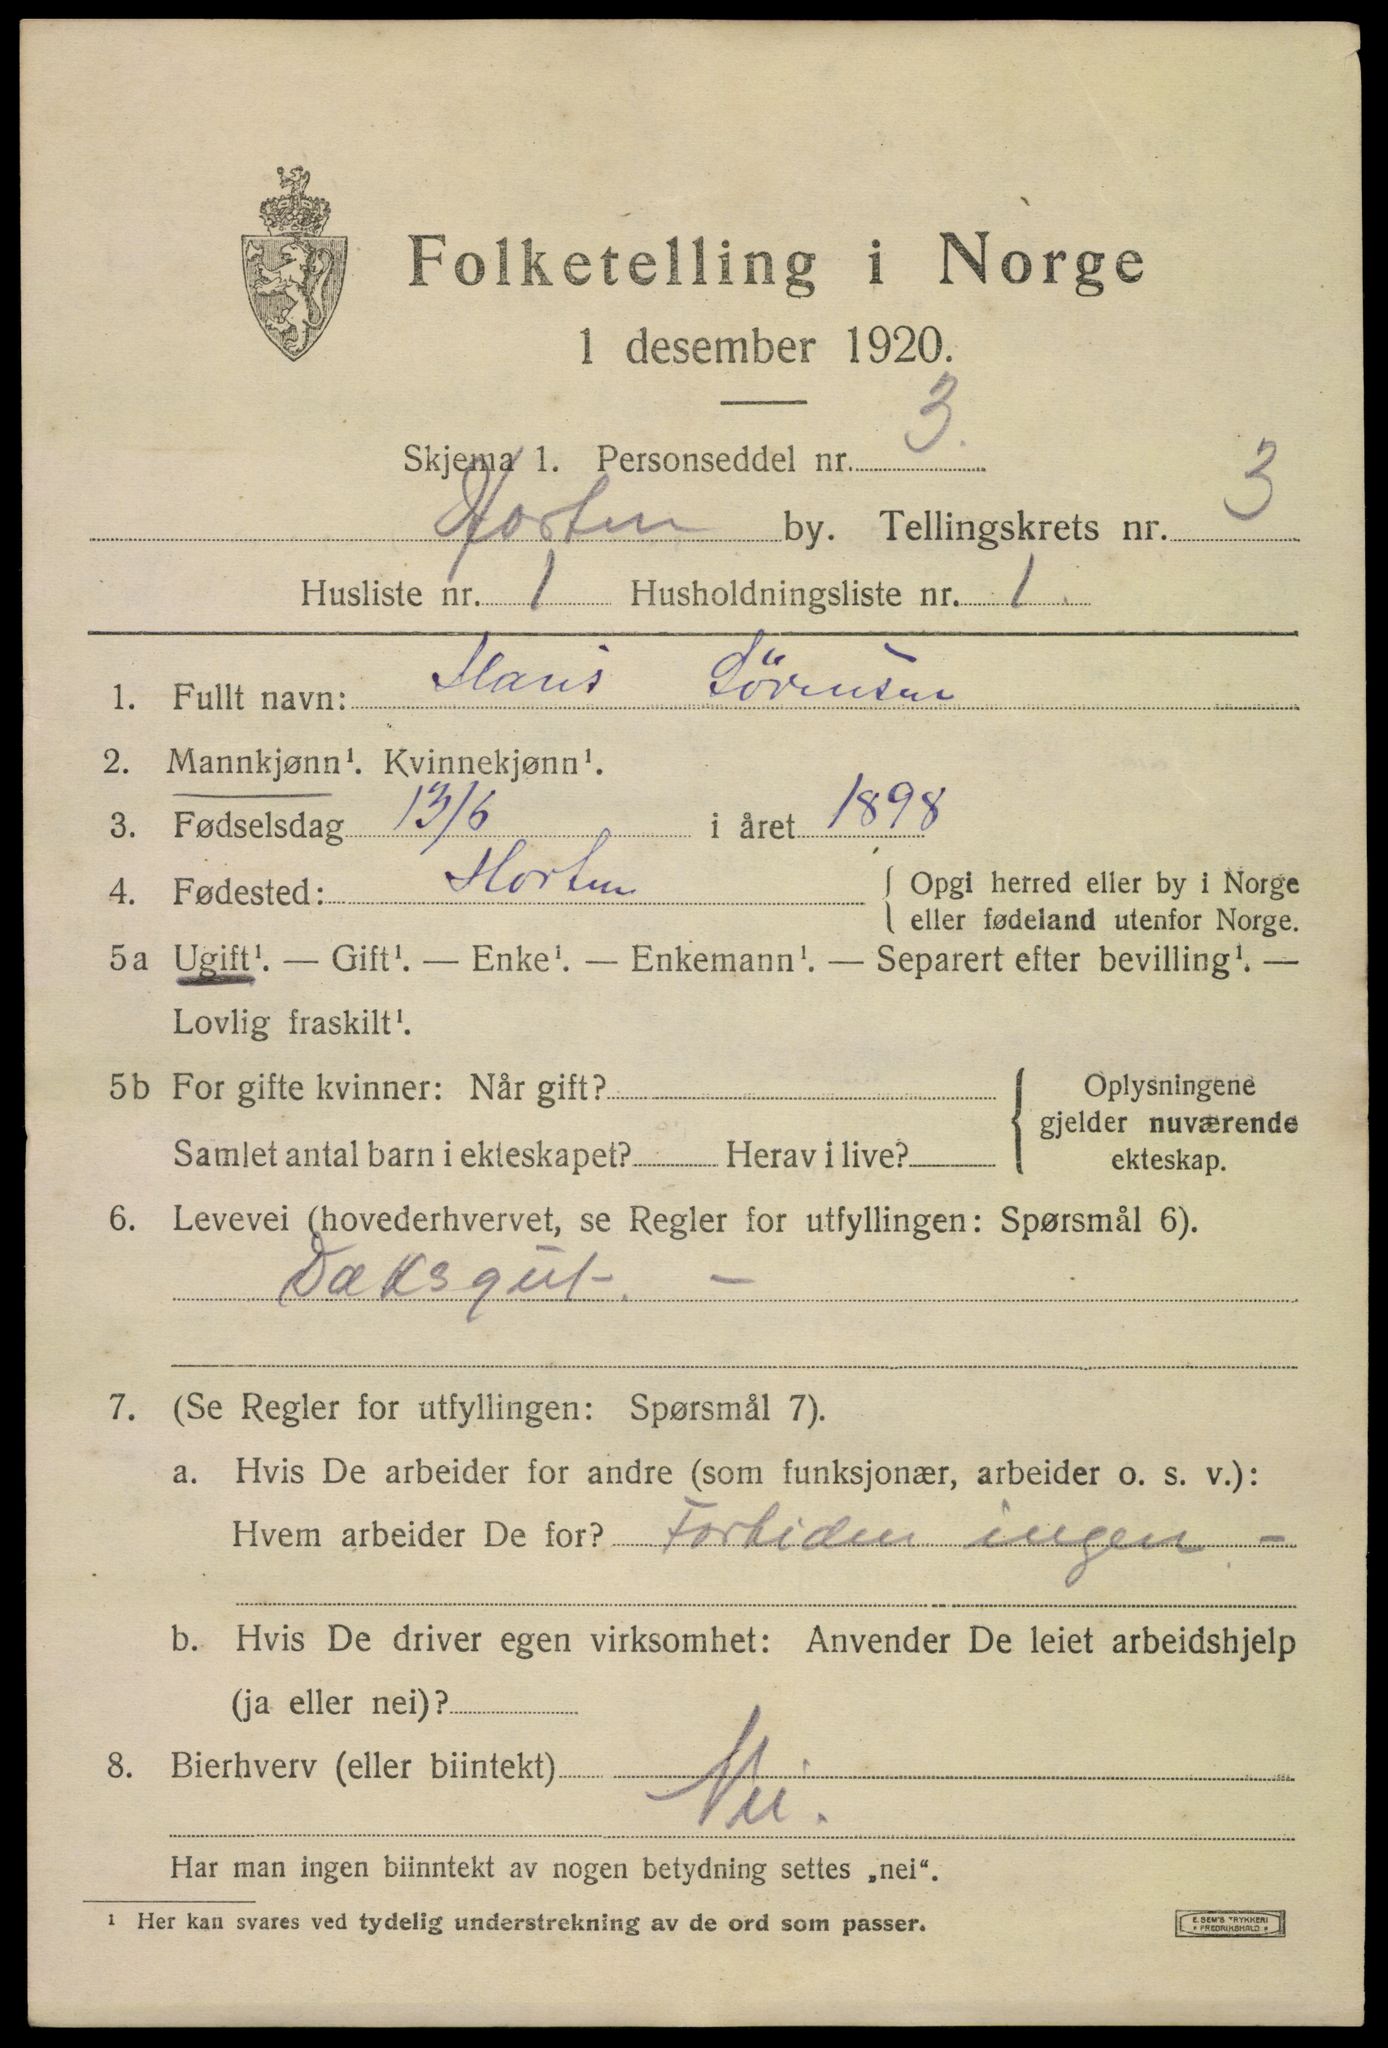 Folketelling i Norge
1 desember 1920.
Skjema 1. Personseddel nr. 3.
Horten by. Tellingskrets nr. 3
Husliste nr. 1 Husholdningsliste nr. 1.
1. Fullt navn: Hans Sörensen
2. Mannkjønn¹. Kvinnekjønn¹.
3. Fødselsdag 13/6 i året 1898
4. Fødested: Horten { Opgi herred eller by i Norge
eller fødeland utenfor Norge.
5a Ugift¹. — Gift¹. — Enke¹. — Enkemann¹. — Separert efter bevilling¹. —
Lovlig fraskilt¹.
5b For gifte kvinner: Når gift? { Oplysningene
gjelder nuværende
Samlet antal barn i ekteskapet? Herav i live? ekteskap.
6. Levevei (hovederhvervet, se Regler for utfyllingen: Spørsmål 6).
Dæksgut. —
7. (Se Regler for utfyllingen: Spørsmål 7).
a. Hvis De arbeider for andre (som funksjonær, arbeider o. s. v.):
Hvem arbeider De for? Fortiden ingen –
b. Hvis De driver egen virksomhet: Anvender De leiet arbeidshjelp
(ja eller nei)?
8. Bierhverv (eller biintekt) Nei.
Har man ingen biinntekt av nogen betydning settes „nei“.
¹ Her kan svares ved tydelig understrekning av de ord som passer.
E. SEM'S TRYKKERI
* FREDRIKSHALD *